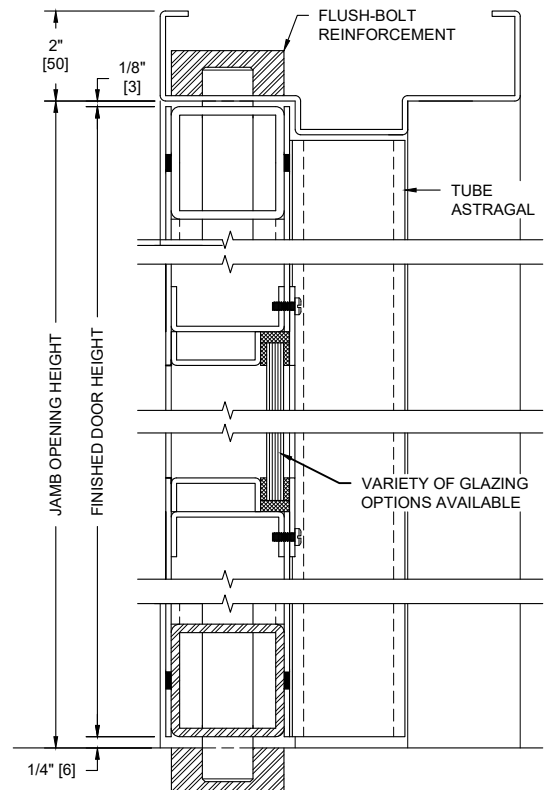 2"
[50]
1/8"
[3]
FLUSH-BOLT
REINFORCEMENT
TUBE
ASTRAGAL
JAMB OPENING HEIGHT
FINISHED DOOR HEIGHT
VARIETY OF GLAZING
OPTIONS AVAILABLE
1/4" [6]